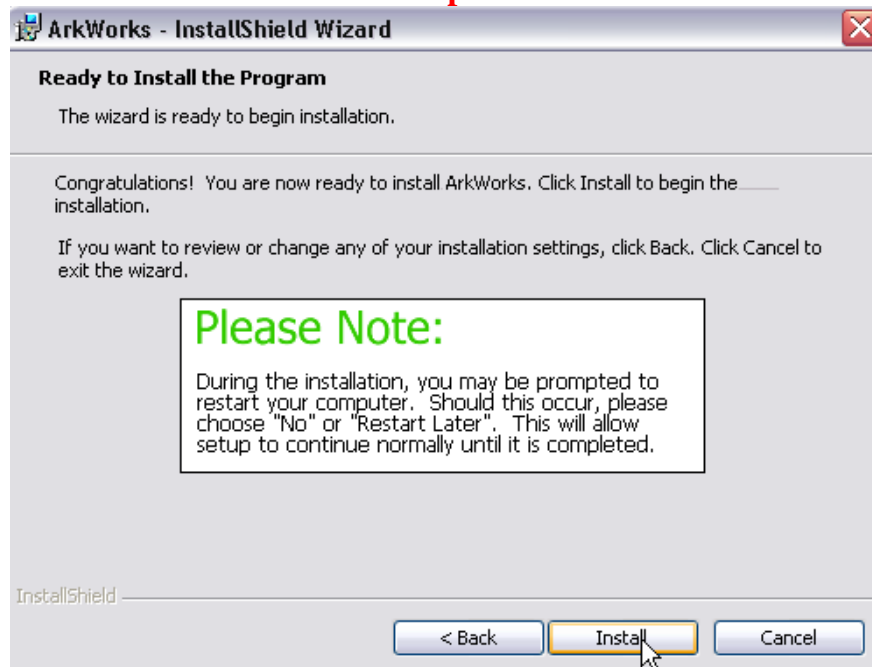 ArkWorks - InstallShield Wizard
Ready to Install the Program
The wizard is ready to begin installation.
Congratulations! You are now ready to install ArkWorks. Click Install to begin the
installation.
If you want to review or change any of your installation settings, click Back. Click Cancel to
exit the wizard.
Please Note:
During the installation, you may be prompted to
restart your computer. Should this occur, please
choose "No" or "Restart Later". This will allow
setup to continue normally until it is completed.
InstallShield
< Back
Install
Cancel